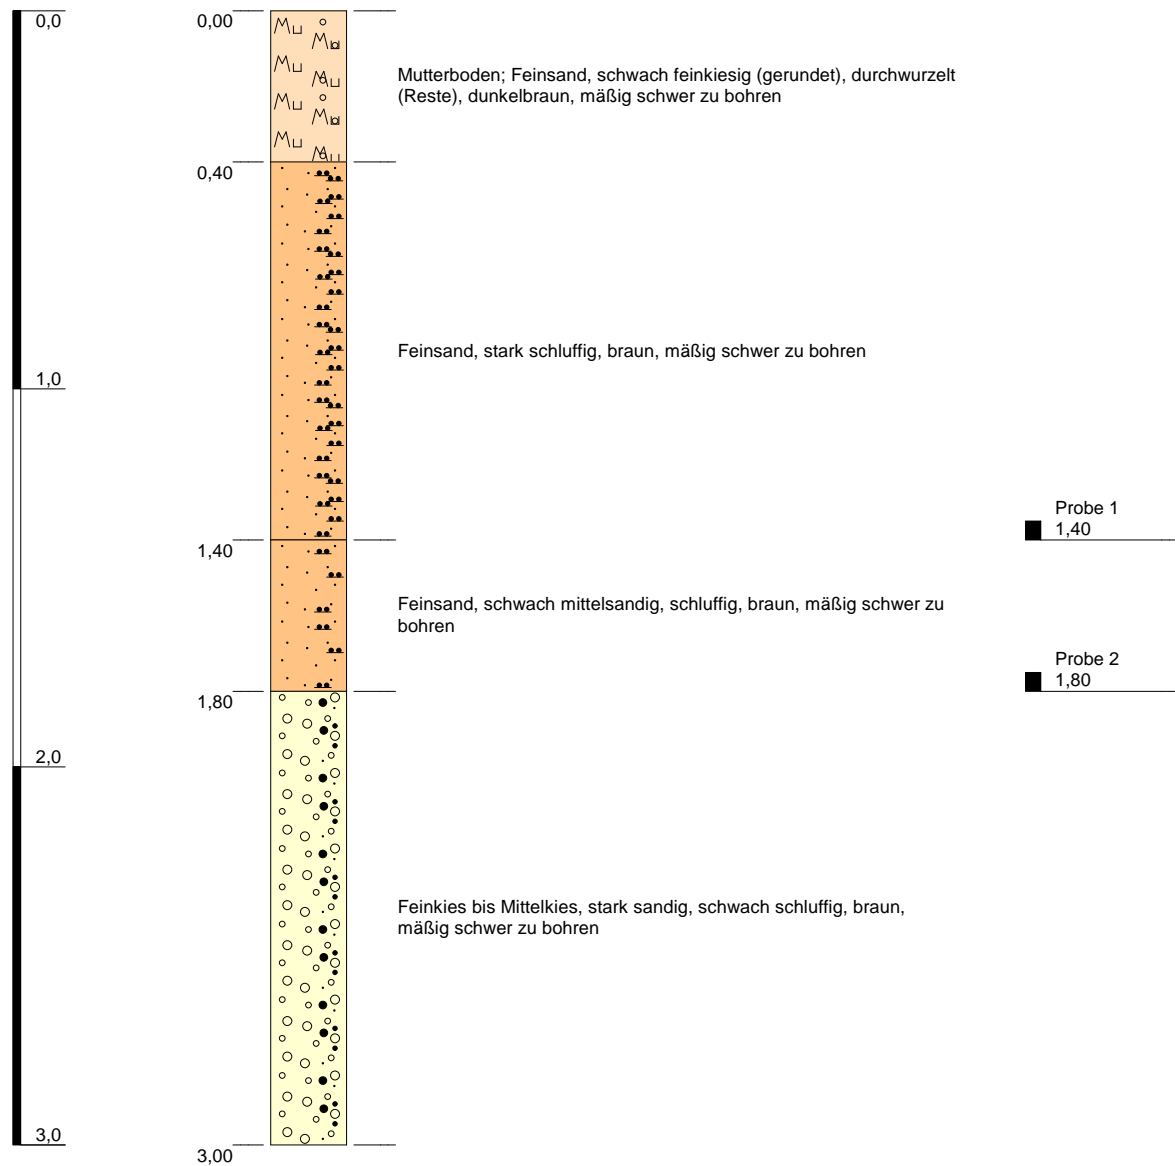 0,0
0,00
Mutterboden; Feinsand, schwach feinkiesig (gerundet), durchwurzelt
(Reste), dunkelbraun, mäßig schwer zu bohren
0,40
Feinsand, stark schluffig, braun, mäßig schwer zu bohren
1,0
Probe 1
1,40
1,40
Feinsand, schwach mittelsandig, schluffig, braun, mäßig schwer zu
bohren
Probe 2
1,80
1,80
2,0
Feinkies bis Mittelkies, stark sandig, schwach schluffig, braun,
mäßig schwer zu bohren
3,0
3,00